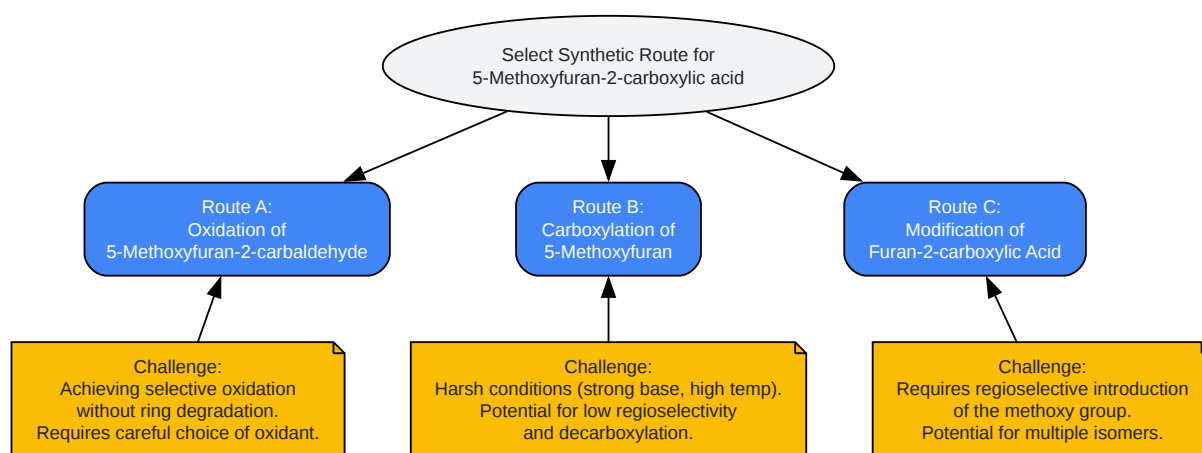 Select Synthetic Route for
5-Methoxyfuran-2-carboxylic acid
Route A:
Oxidation of
5-Methoxyfuran-2-carbaldehyde
Route B:
Carboxylation of
5-Methoxyfuran
Route C:
Modification of
Furan-2-carboxylic Acid
Challenge:
Achieving selective oxidation
without ring degradation.
Requires careful choice of oxidant.
Challenge:
Harsh conditions (strong base, high temp).
Potential for low regioselectivity
and decarboxylation.
Challenge:
Requires regioselective introduction
of the methoxy group.
Potential for multiple isomers.